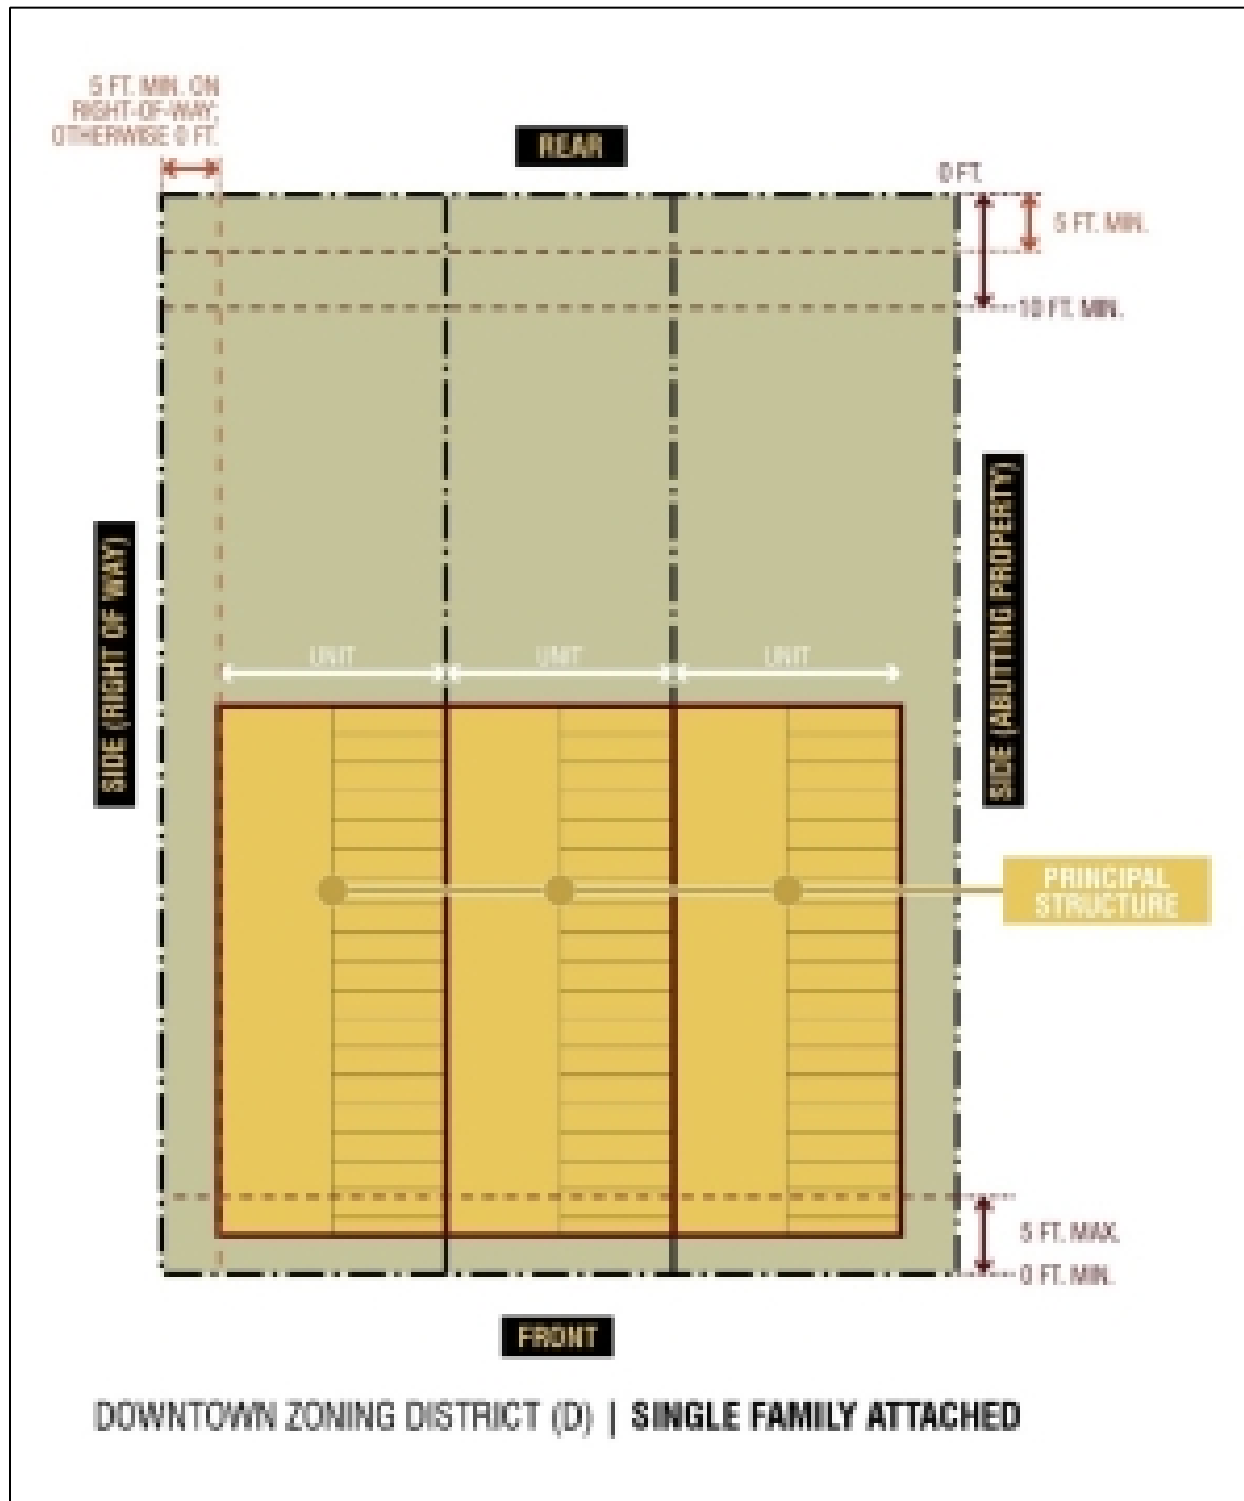 5 FT. MIN. ON
RIGHT-OF-WAY;
OTHERWISE 0 FT.
REAR
0 FT.
5 FT. MIN.
10 FT. MIN.
SIDE (RIGHT OF WAY)
SIDE (ABUTTING PROPERTY)
UNIT
UNIT
UNIT
PRINCIPAL
STRUCTURE
5 FT. MAX.
0 FT. MIN.
FRONT
DOWNTOWN ZONING DISTRICT (D) | SINGLE FAMILY ATTACHED